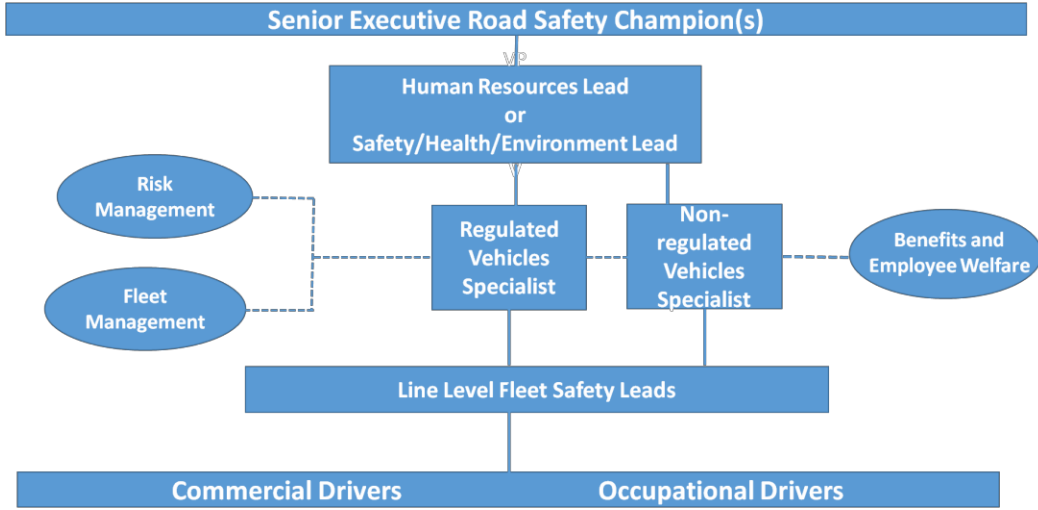 Senior Executive Road Safety Champion(s)
VP
Human Resources Lead
or
Safety/Health/Environment Lead
Risk
Management
Regulated
Vehicles
Specialist
Non-
regulated
Vehicles
Specialist
Benefits and
Employee Welfare
Fleet
Management
Line Level Fleet Safety Leads
Commercial Drivers
Occupational Drivers